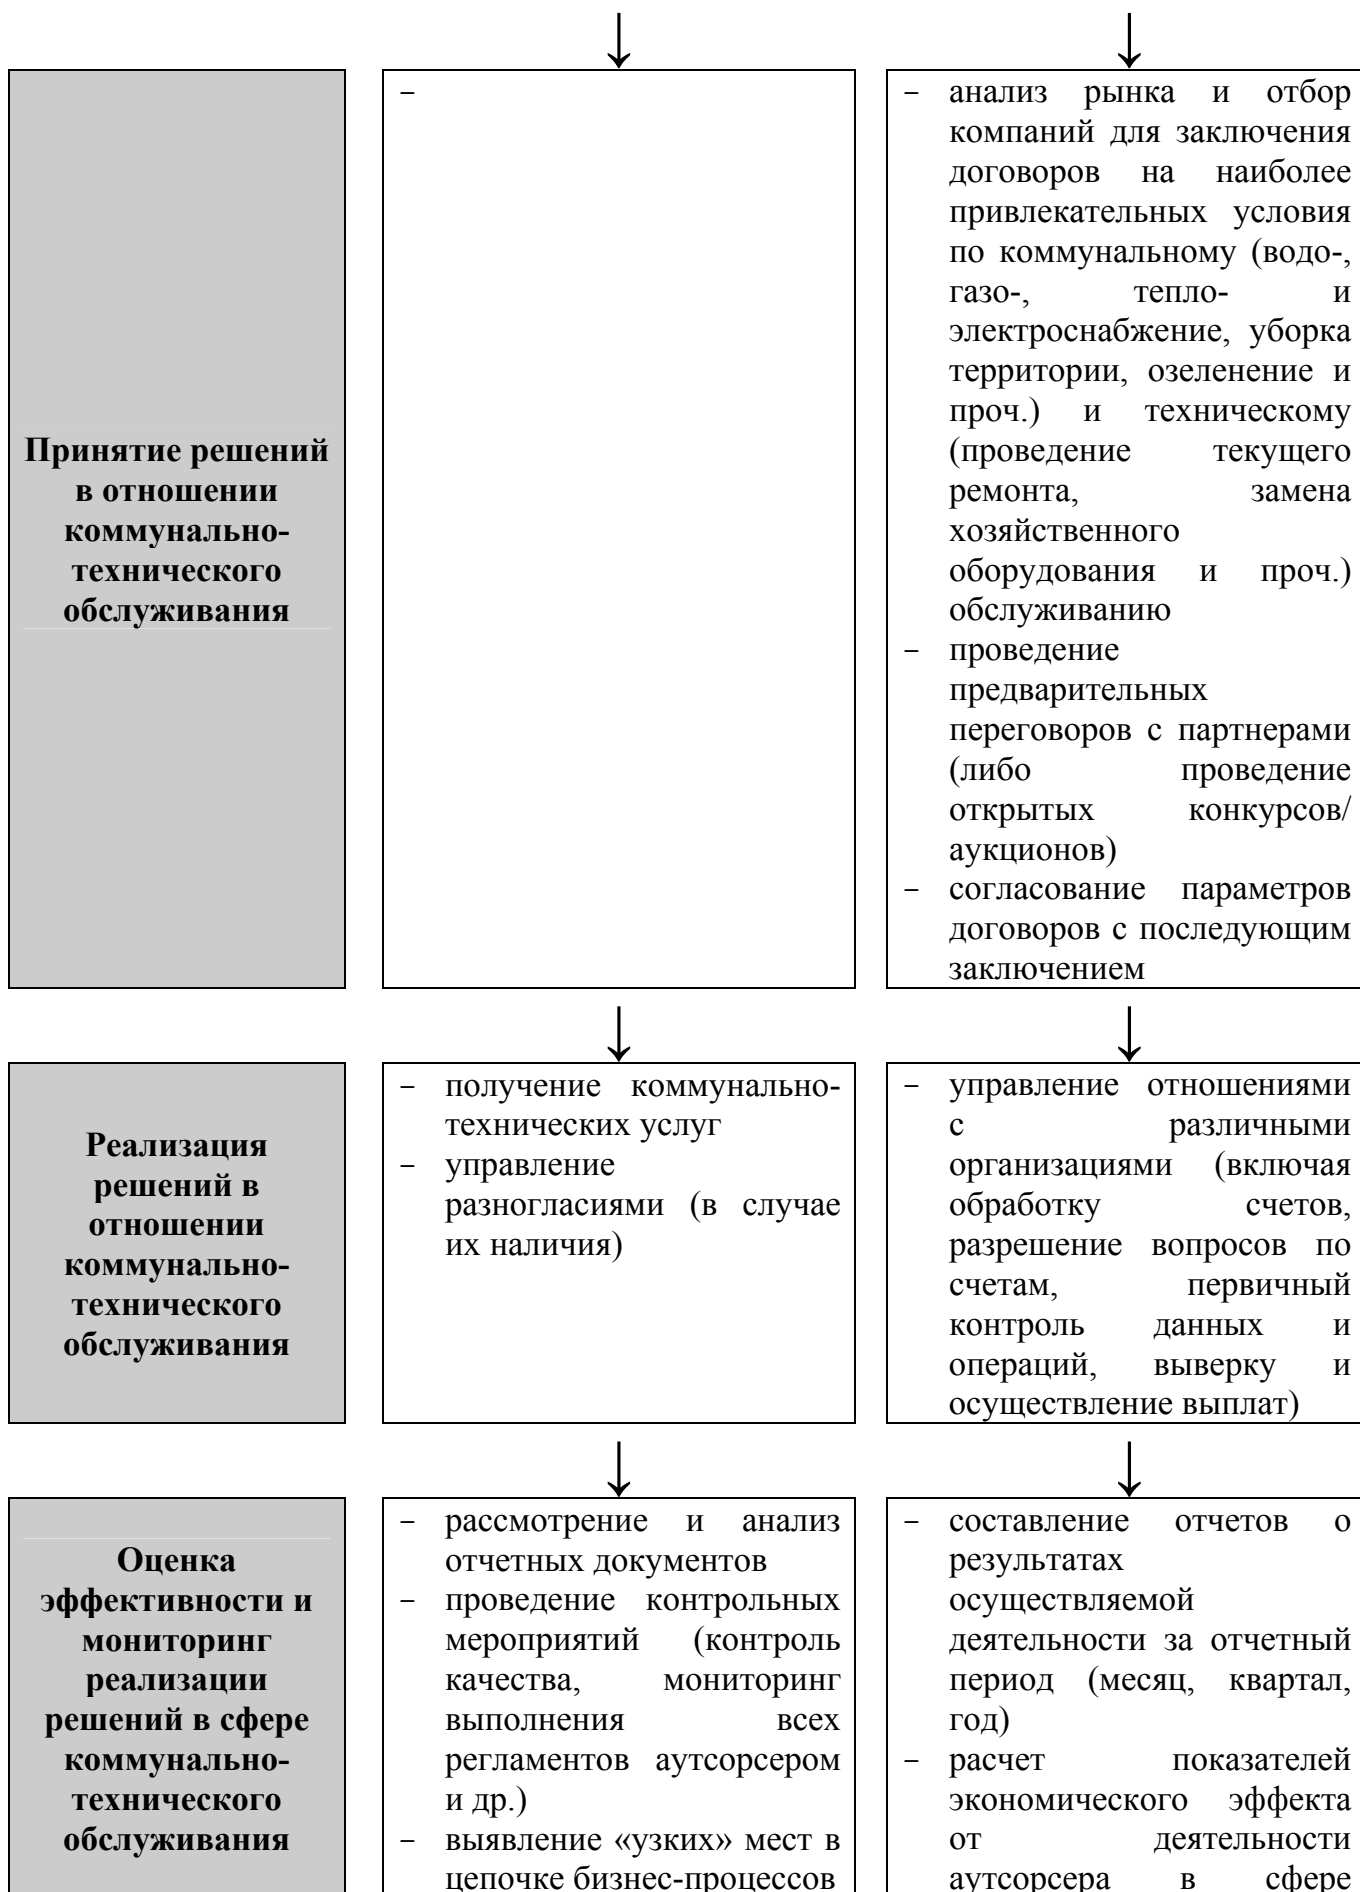 Принятие решений
в отношении
коммунально-
технического
обслуживания
–
– анализ рынка и отбор
компаний для заключения
договоров на наиболее
привлекательных условия
по коммунальному (водо-,
газо-, тепло- и
электроснабжение, уборка
территории, озеленение и
проч.) и техническому
(проведение текущего
ремонта, замена
хозяйственного
оборудования и проч.)
обслуживанию
– проведение
предварительных
переговоров с партнерами
(либо проведение
открытых конкурсов/
аукционов)
– согласование параметров
договоров с последующим
заключением
Реализация
решений в
отношении
коммунально-
технического
обслуживания
– получение коммунально-
технических услуг
– управление
разногласиями (в случае
их наличия)
– управление отношениями
с различными
организациями (включая
обработку счетов,
разрешение вопросов по
счетам, первичный
контроль данных и
операций, выверку и
осуществление выплат)
Оценка
эффективности и
мониторинг
реализации
решений в сфере
коммунально-
технического
обслуживания
– рассмотрение и анализ
отчетных документов
– проведение контрольных
мероприятий (контроль
качества, мониторинг
выполнения всех
регламентов аутсорсером
и др.)
– выявление «узких» мест в
цепочке бизнес-процессов
– составление отчетов о
результатах
осуществляемой
деятельности за отчетный
период (месяц, квартал,
год)
– расчет показателей
экономического эффекта
от деятельности
аутсорсера в сфере